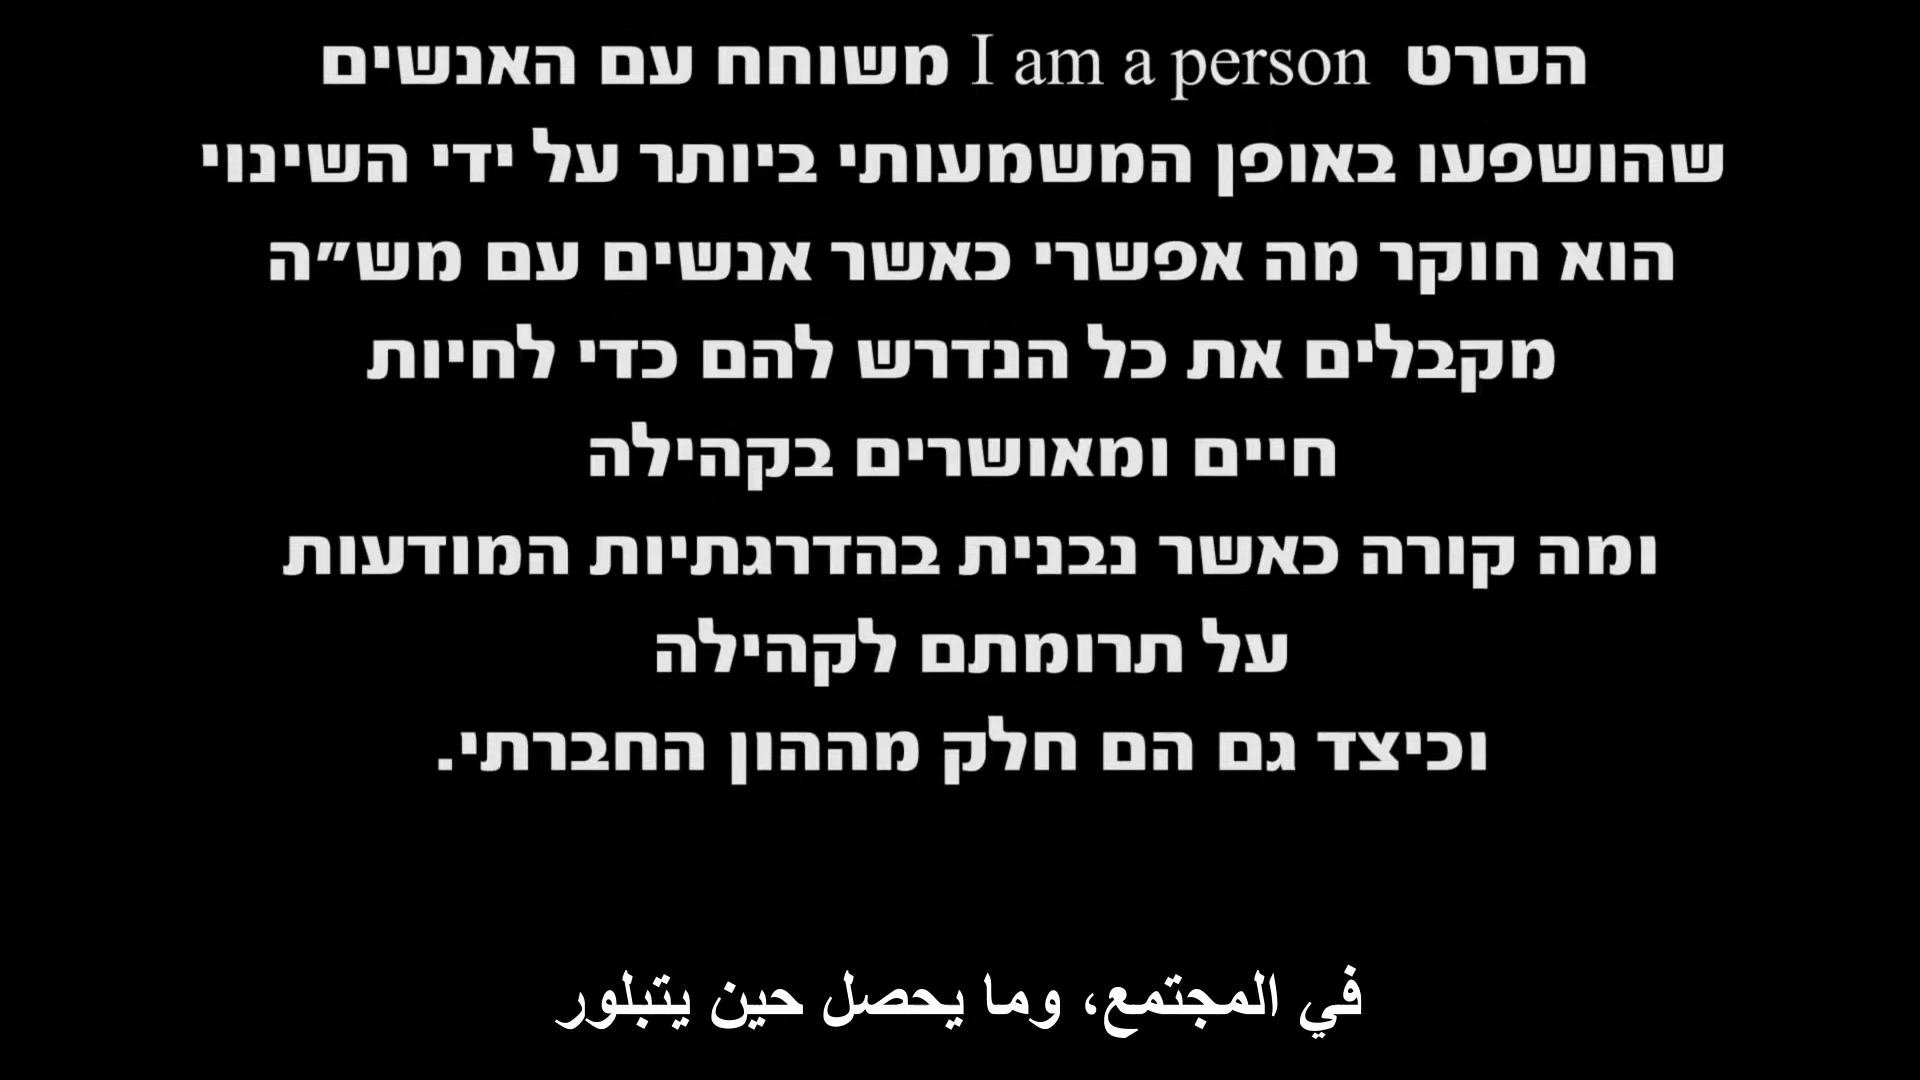 הסרט I am a person משוחח עם האנשים
שהושפעו באופן המשמעותי ביותר על ידי השינוי
הוא חוקר מה אפשרי כאשר אנשים עם מש״ה
מקבלים את כל הנדרש להם כדי לחיות
חיים ומאושרים בקהילה
ומה קורה כאשר נבנית בהדרגתיות המודעות
על תרומתם לקהילה
וכיצד גם הם חלק מההון החברתי.
في المجتمع، وما يحصل حين يتبلور